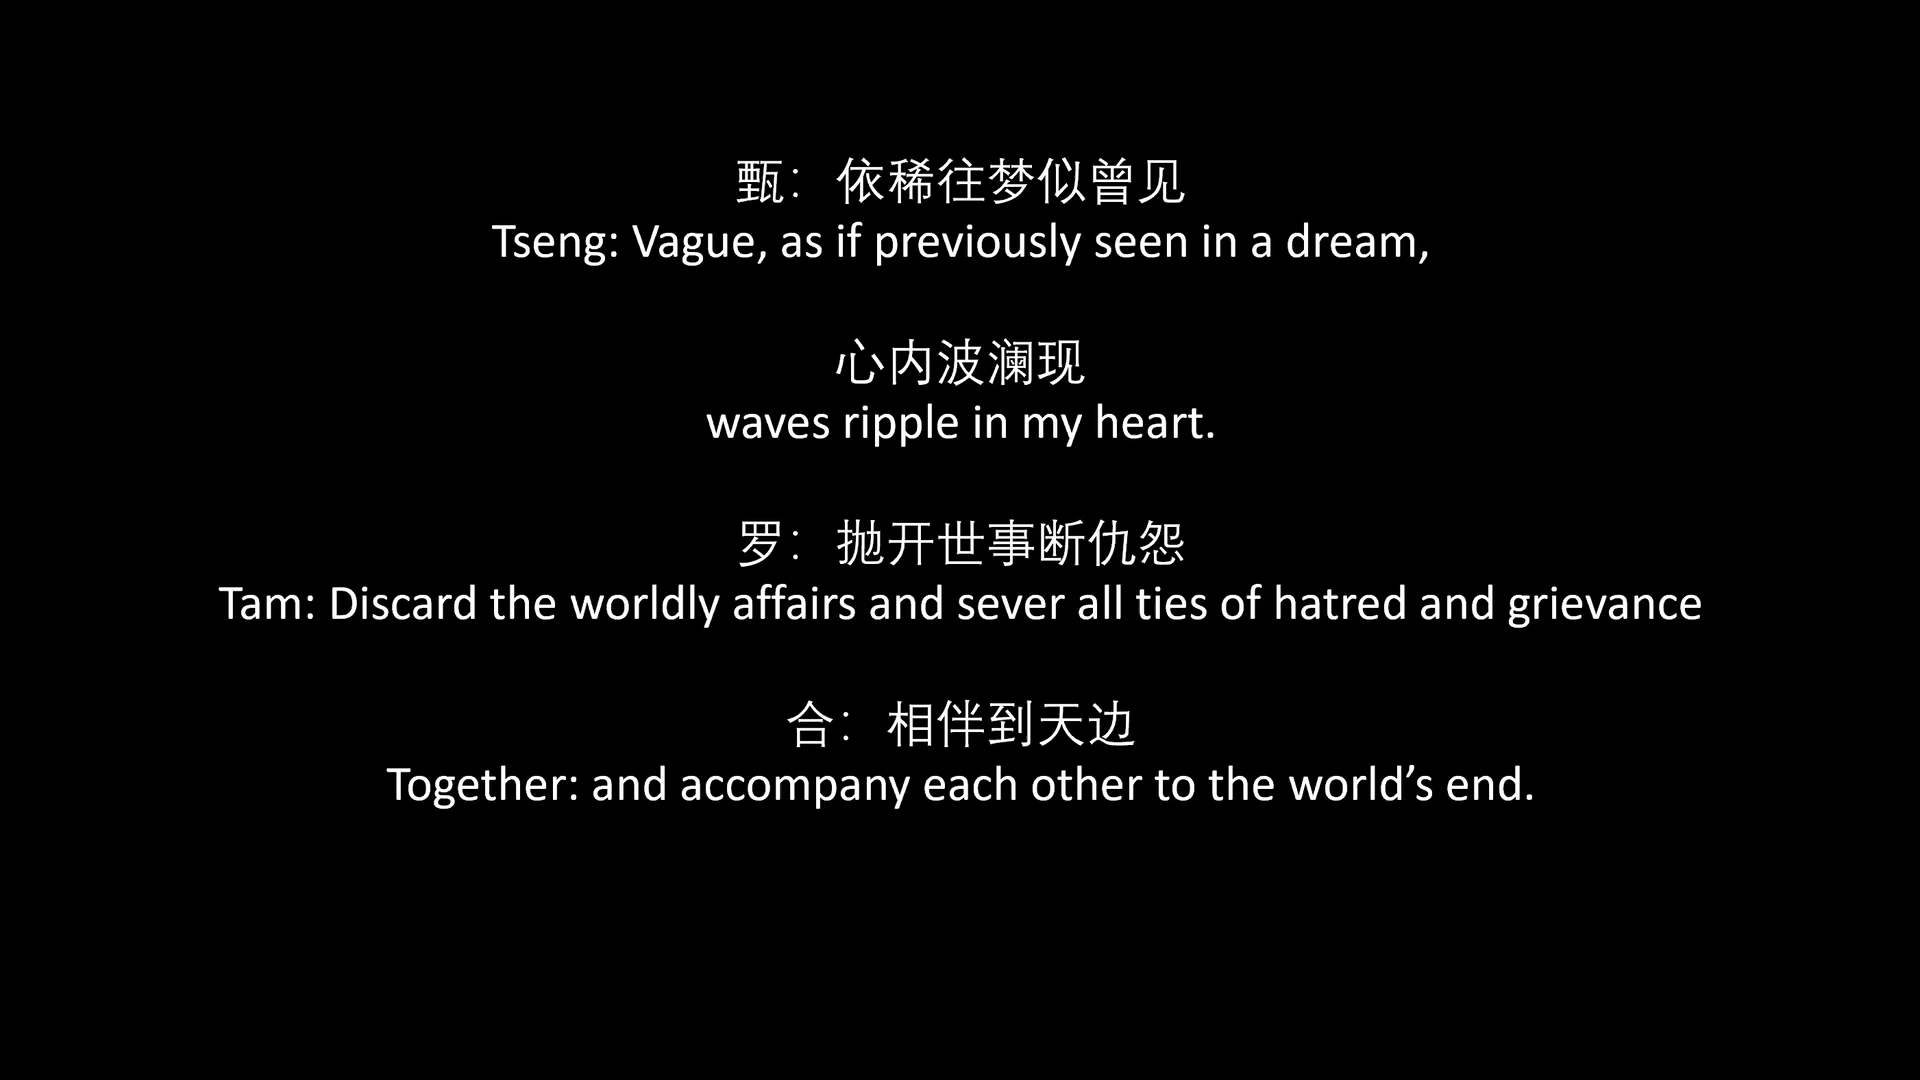 甄：依稀往梦似曾见
Tseng: Vague, as if previously seen in a dream,
心内波澜现
waves ripple in my heart.
罗：抛开世事断仇怨
Tam: Discard the worldly affairs and sever all ties of hatred and grievance
合：相伴到天边
Together: and accompany each other to the world’s end.